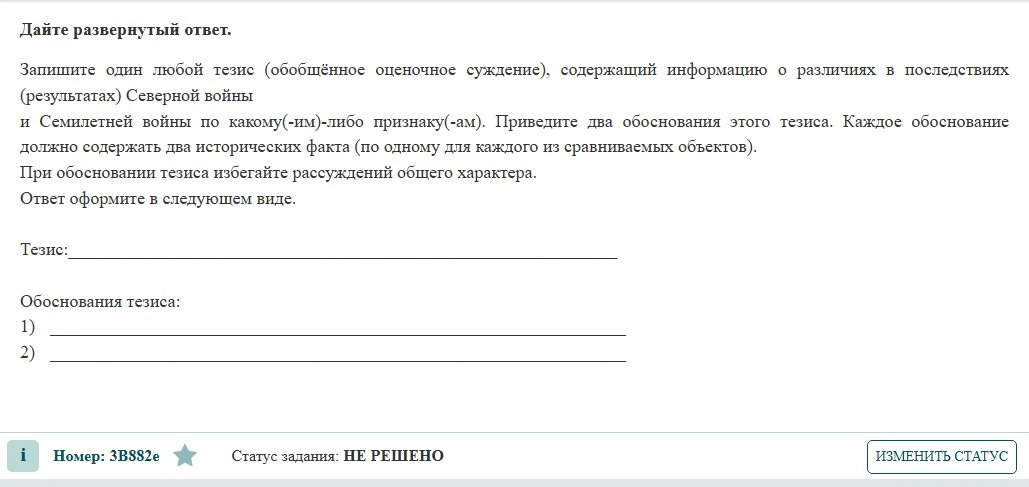 Дайте развернутый ответ.
Запишите один любой тезис (обобщённое оценочное суждение), содержащий информацию о различиях в последствиях
(результатах) Северной войны
и Семилетней войны по какому(-им)-либо признаку(-ам). Приведите два обоснования этого тезиса. Каждое обоснование
должно содержать два исторических факта (по одному для каждого из сравниваемых объектов).
При обосновании тезиса избегайте рассуждений общего характера.
Ответ оформите в следующем виде.
Тезис:
Обоснования тезиса:
1)
2)
i Номер: 3B882e Статус задания: НЕ РЕШЕНО ИЗМЕНИТЬ СТАТУС